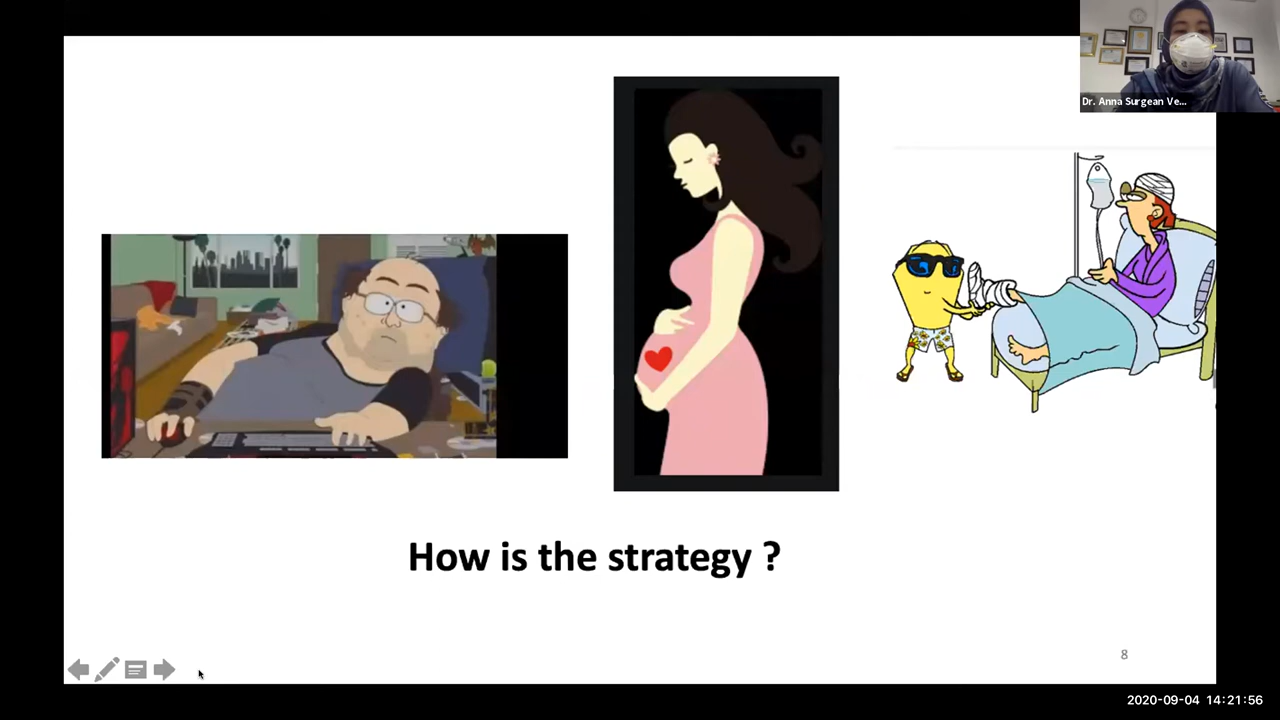 Dr. Anna Surgean Ve...
How is the strategy ?
8
2020-09-04 14:21:56